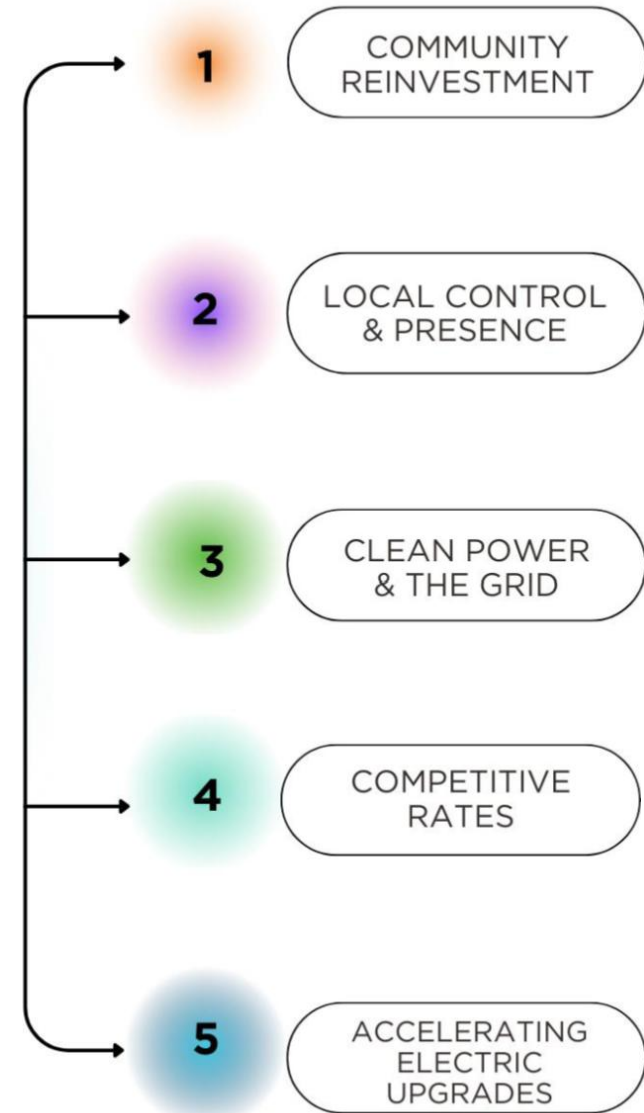 1
COMMUNITY
REINVESTMENT
2
LOCAL CONTROL
& PRESENCE
3
CLEAN POWER
& THE GRID
4
COMPETITIVE
RATES
5
ACCELERATING
ELECTRIC
UPGRADES